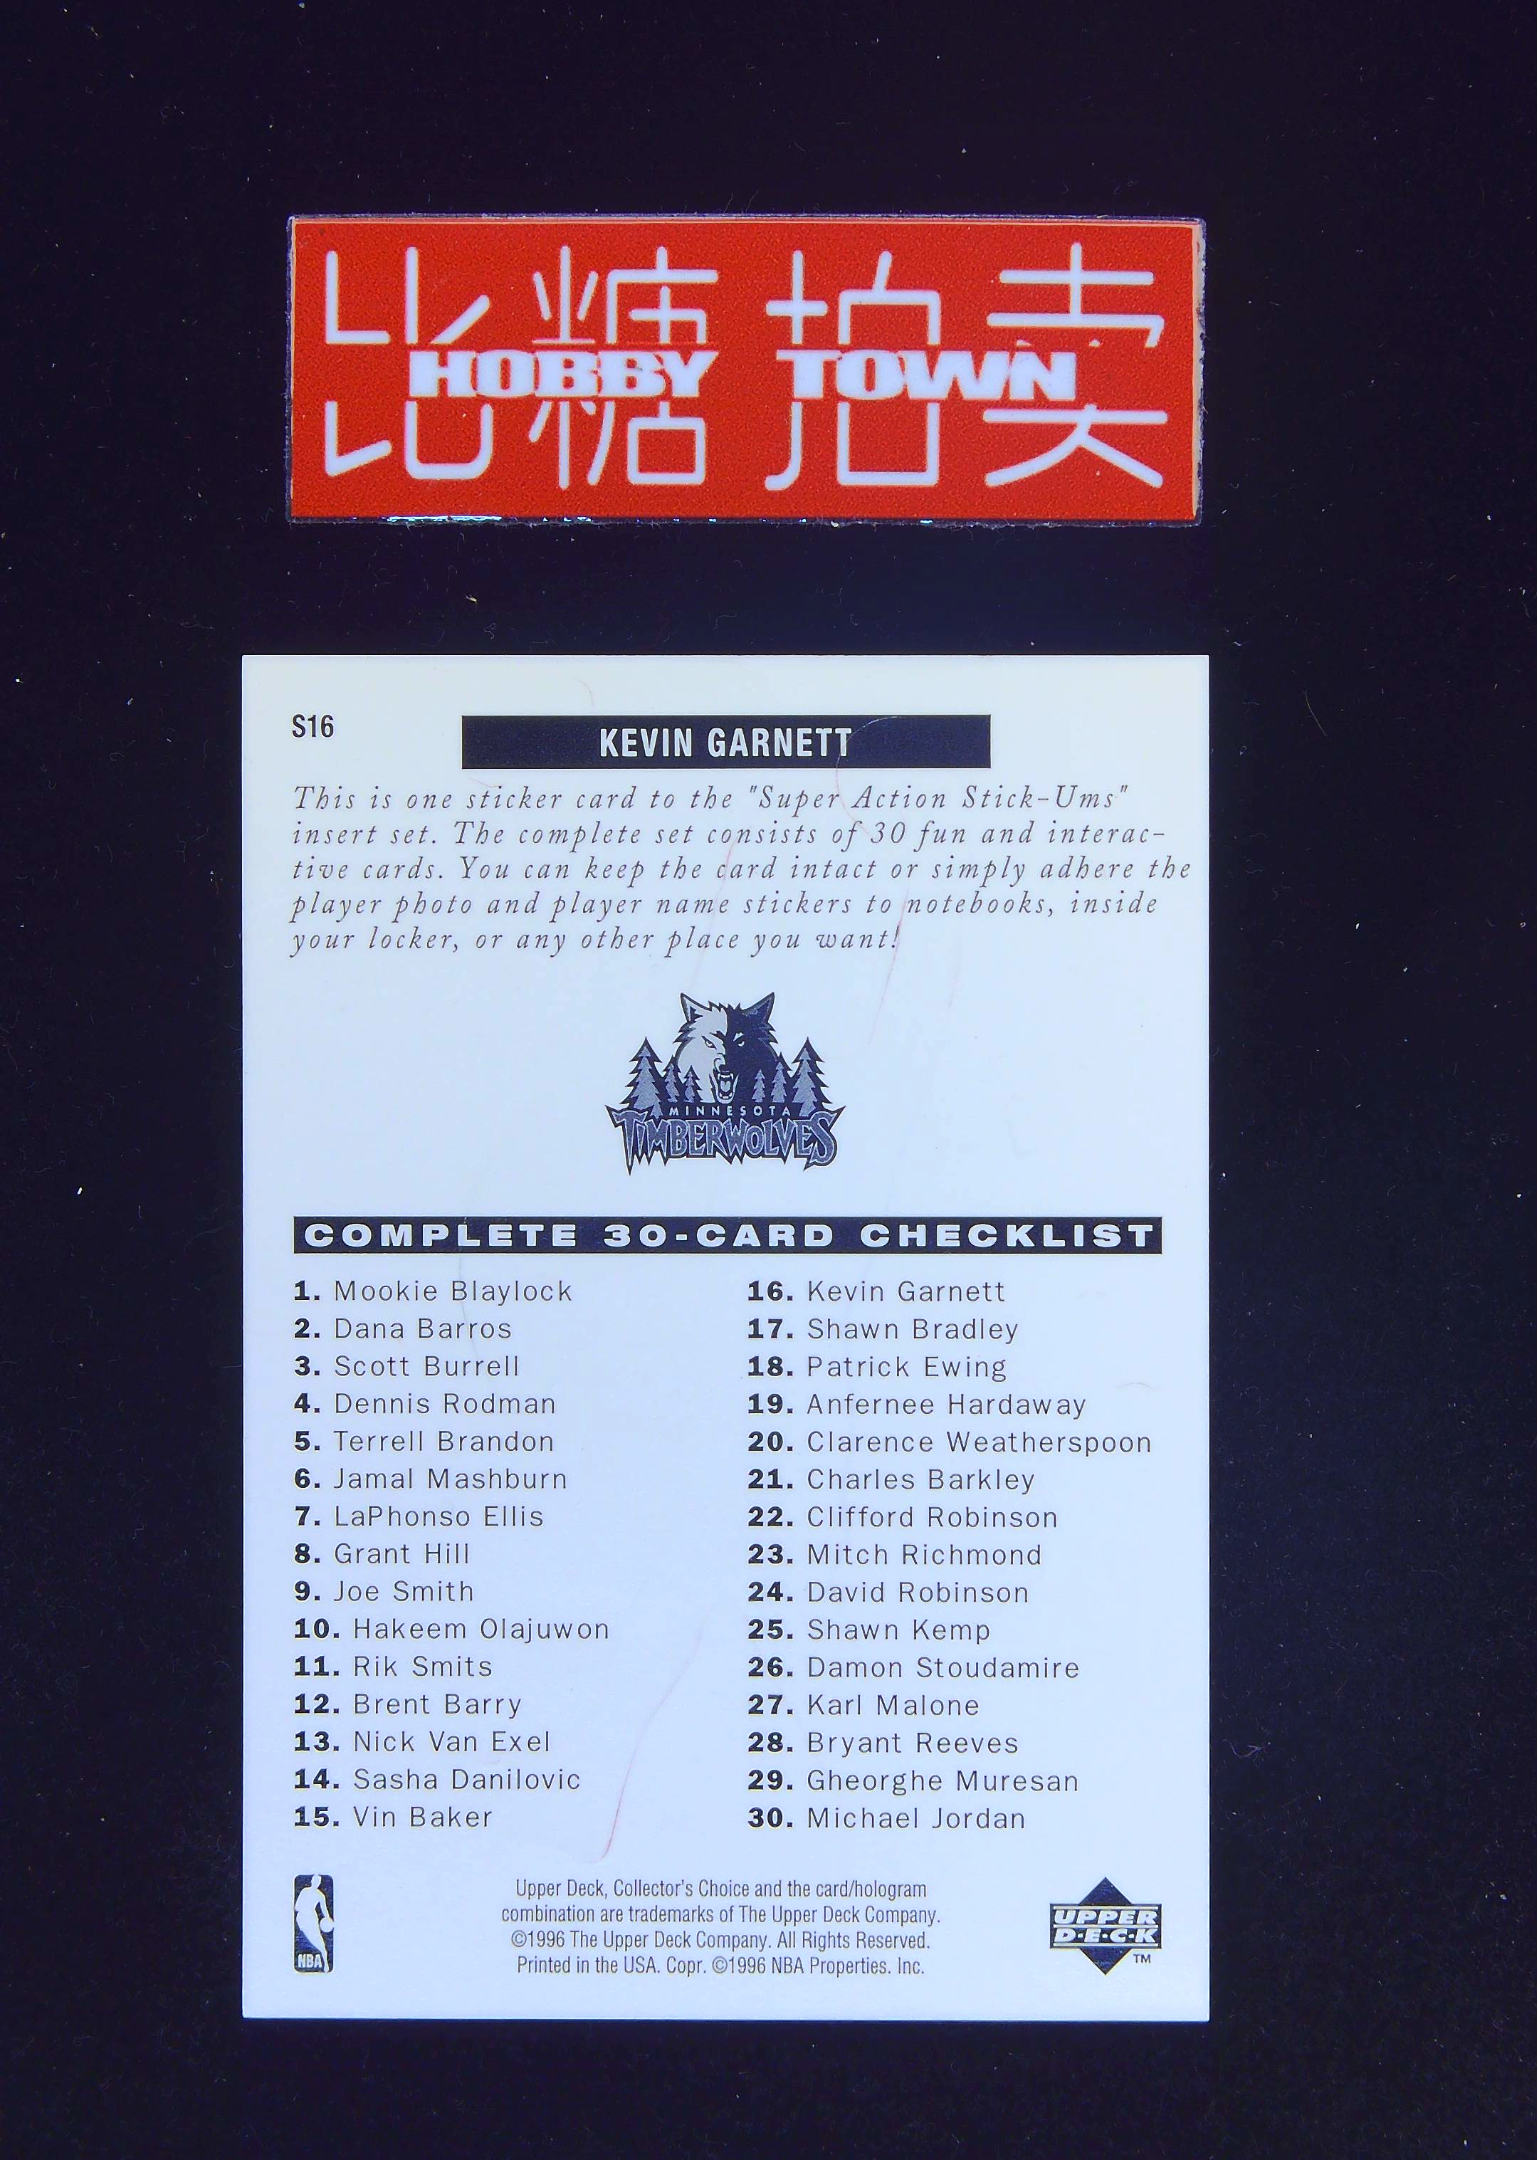 比糖拍卖
HOBBY TOWN
S16
KEVIN GARNETT
This is one sticker card to the "Super Action Stick-Ums"
insert set. The complete set consists of 30 fun and interac-
tive cards. You can keep the card intact or simply adhere the
player photo and player name stickers to notebooks, inside
your locker, or any other place you want!
MINNESOTA
TIMBERWOLVES
COMPLETE 30-CARD CHECKLIST
1. Mookie Blaylock
2. Dana Barros
3. Scott Burrell
4. Dennis Rodman
5. Terrell Brandon
6. Jamal Mashburn
7. LaPhonso Ellis
8. Grant Hill
9. Joe Smith
10. Hakeem Olajuwon
11. Rik Smits
12. Brent Barry
13. Nick Van Exel
14. Sasha Danilovic
15. Vin Baker
16. Kevin Garnett
17. Shawn Bradley
18. Patrick Ewing
19. Anfernee Hardaway
20. Clarence Weatherspoon
21. Charles Barkley
22. Clifford Robinson
23. Mitch Richmond
24. David Robinson
25. Shawn Kemp
26. Damon Stoudamire
27. Karl Malone
28. Bryant Reeves
29. Gheorghe Muresan
30. Michael Jordan
NBA
Upper Deck, Collector's Choice and the card/hologram
combination are trademarks of The Upper Deck Company.
©1996 The Upper Deck Company. All Rights Reserved.
Printed in the USA. Copr. ©1996 NBA Properties. Inc.
UPPER
D·E·C·K
TM